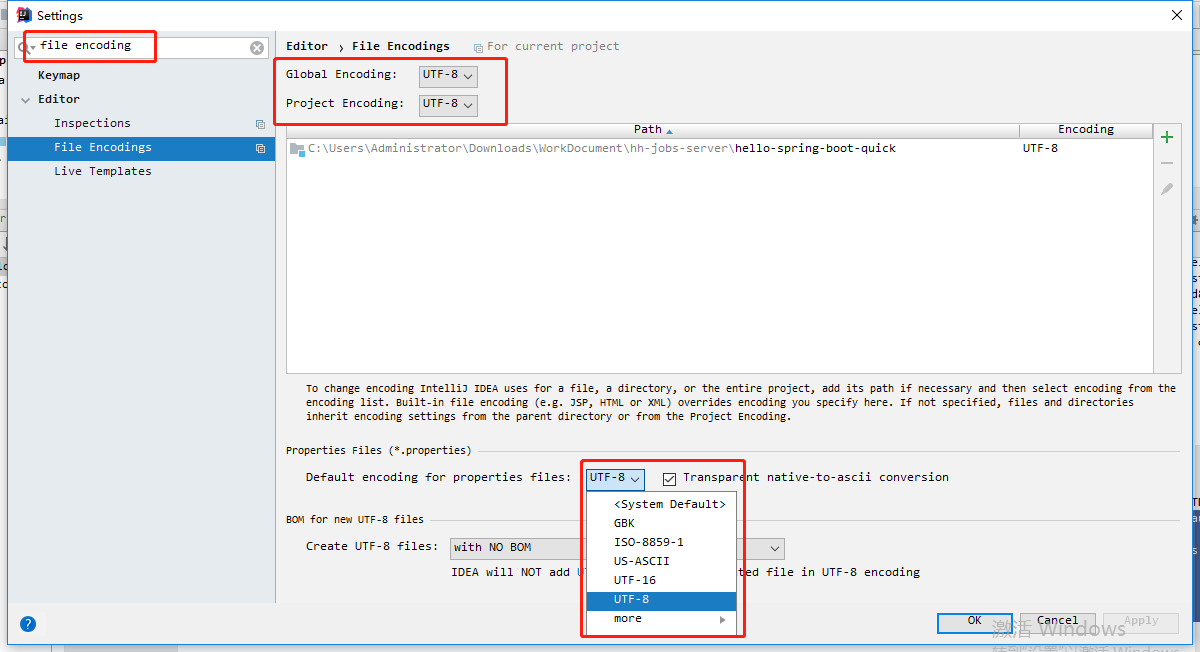 Settings
file encoding
Keymap
Editor
Inspections
File Encodings
Live Templates
Editor › File Encodings For current project
Global Encoding: UTF-8
Project Encoding: UTF-8
Path Encoding
C:\Users\Administrator\Downloads\WorkDocument\hh-jobs-server\hello-spring-boot-quick UTF-8
To change encoding IntelliJ IDEA uses for a file, a directory, or the entire project, add its path if necessary and then select encoding from the
encoding list. Built-in file encoding (e.g. JSP, HTML or XML) overrides encoding you specify here. If not specified, files and directories
inherit encoding settings from the parent directory or from the Project Encoding.
Properties Files (*.properties)
Default encoding for properties files: UTF-8 Transparent native-to-ascii conversion
<System Default>
GBK
ISO-8859-1
US-ASCII
UTF-16
UTF-8
more
BOM for new UTF-8 files
Create UTF-8 files: with NO BOM
IDEA will NOT add file in UTF-8 encoding
OK Cancel Apply
激活 Windows